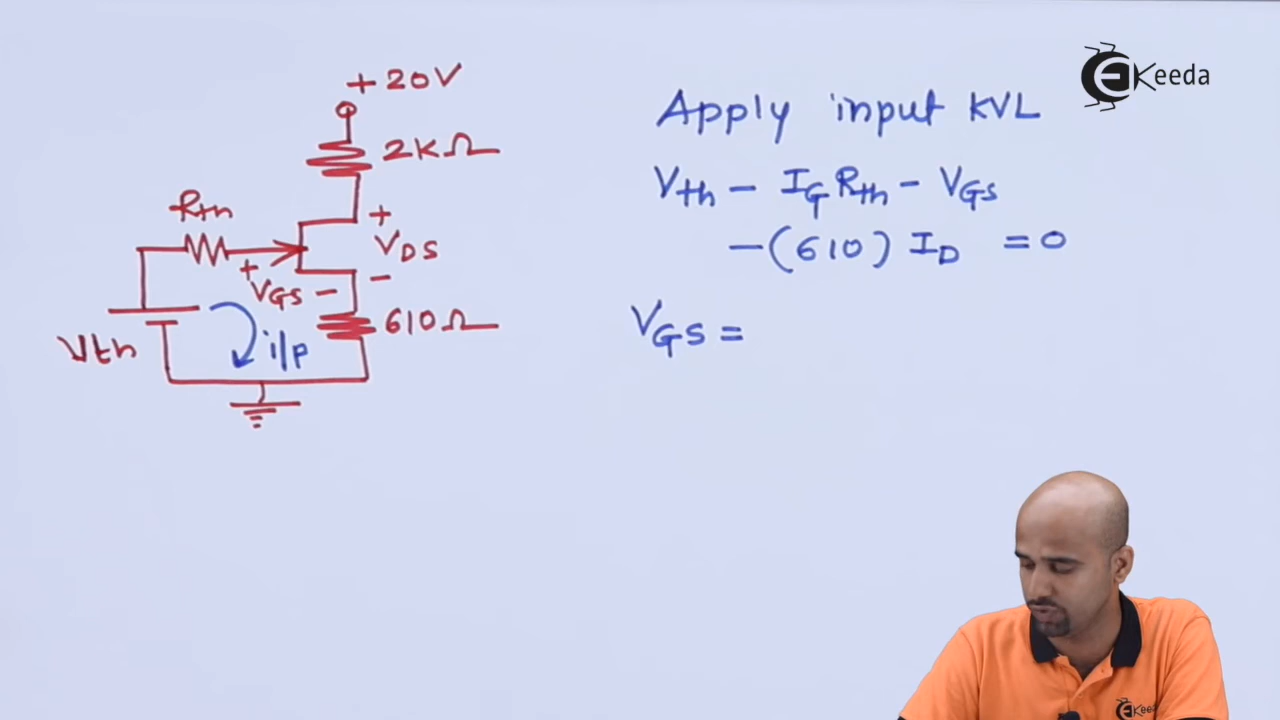 +20V
2KΩ
Rth
+
VDS
-
+
VGS -
610Ω
Vth
i/p
Apply input KVL
Vth - IG Rth - VGS
-(610) ID = 0
VGS =
Ekeeda
Ekeeda